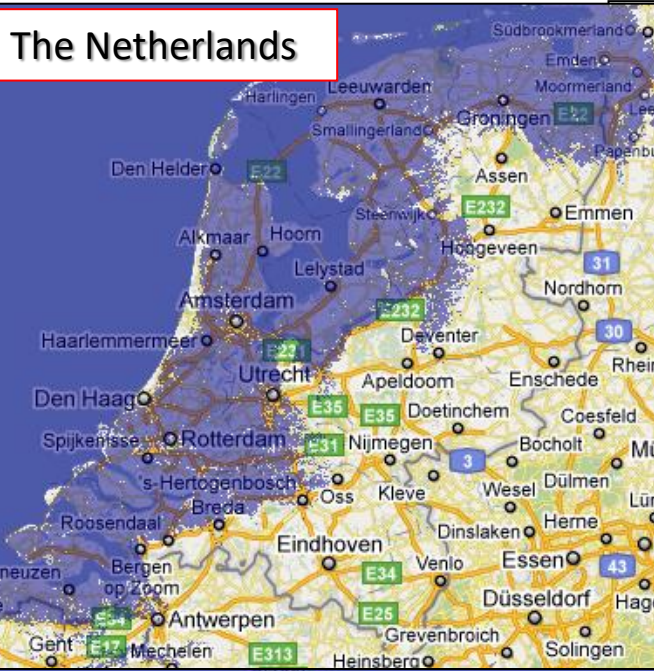 The Netherlands
Südbrookmerland
Emden
Moormerland
Leeuwarden
Harlingen
Groningen
E22
Smallingerland
Den Helder
E22
Assen
Steenwijk
E232
Emmen
Alkmaar
Hoorn
Hoogeveen
31
Lelystad
Nordhorn
Amsterdam
E232
30
Haarlemmermeer
E231
Deventer
Utrecht
Apeldoorn
Enschede
Den Haag
E35
E35
Doetinchem
Coesfeld
Spijkenisse
Rotterdam
E31
Nijmegen
Bocholt
3
's-Hertogenbosch
Oss
Kleve
Wesel
Dülmen
Roosendaal
Breda
Dinslaken
Herne
Eindhoven
Bergen
op Zoom
Venlo
Essen
43
E34
Düsseldorf
E34
Antwerpen
E25
Grevenbroich
Gent
E17
Mechelen
E313
Heinsberg
Solingen